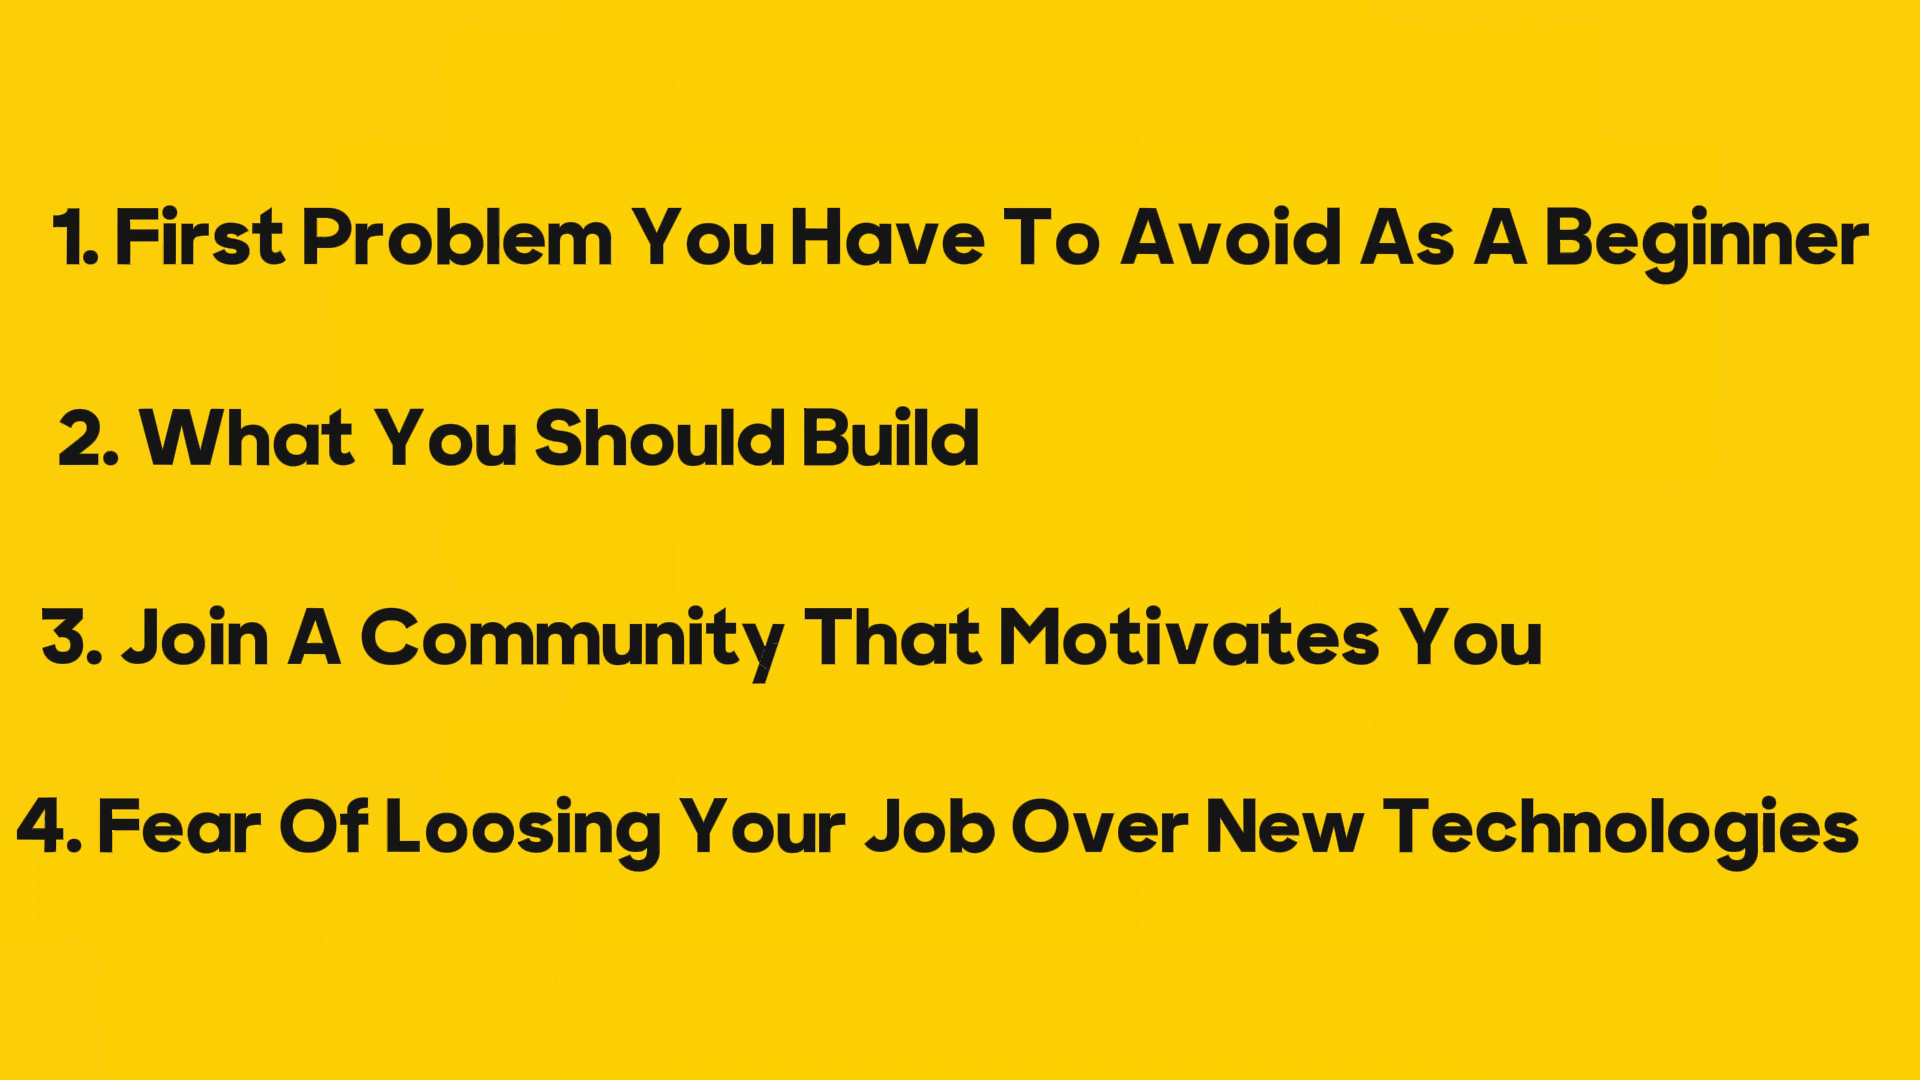 1. First Problem You Have To Avoid As A Beginner
2. What You Should Build
3. Join A Community That Motivates You
4. Fear Of Loosing Your Job Over New Technologies